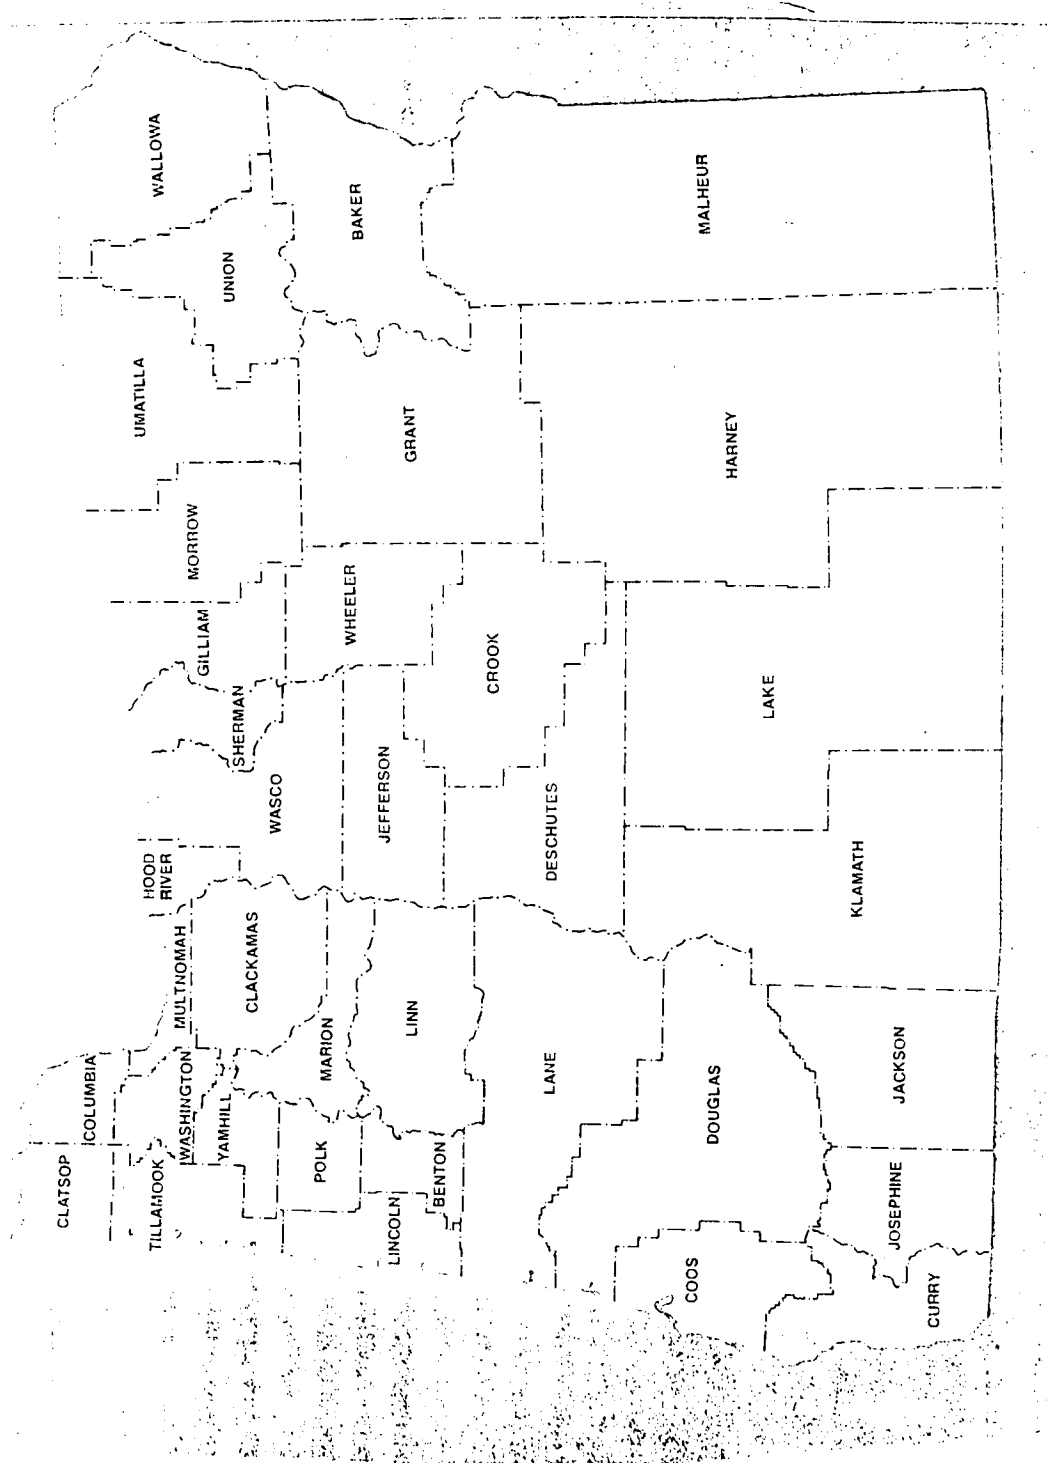 CLATSOP
COLUMBIA
TILLAMOOK
WASHINGTON
YAMHILL
MULTNOMAH
HOOD
RIVER
CLACKAMAS
POLK
MARION
LINCOLN
BENTON
LINN
LANE
WASCO
SHERMAN
GILLIAM
MORROW
UMATILLA
UNION
WALLOWA
JEFFERSON
WHEELER
GRANT
BAKER
CROOK
DESCHUTES
COOS
DOUGLAS
CURRY
JOSEPHINE
JACKSON
KLAMATH
LAKE
HARNEY
MALHEUR